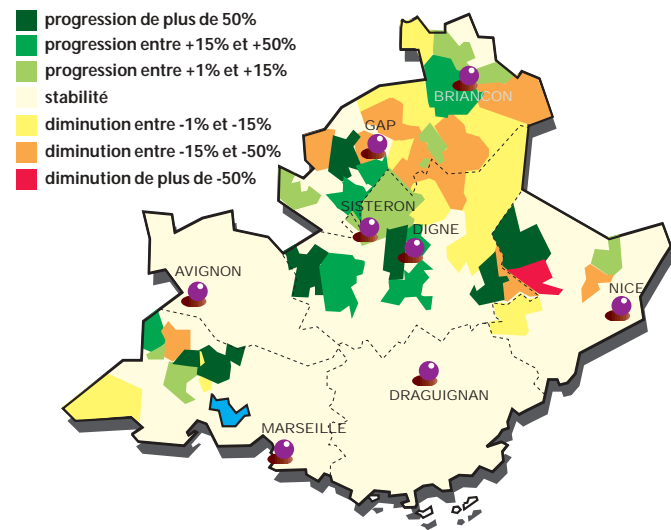 progression de plus de 50%
progression entre +15% et +50%
progression entre +1% et +15%
stabilité
diminution entre -1% et -15%
diminution entre -15% et -50%
diminution de plus de -50%
BRIANCON
GAP
SISTERON
DIGNE
AVIGNON
NICE
DRAGUIGNAN
MARSEILLE